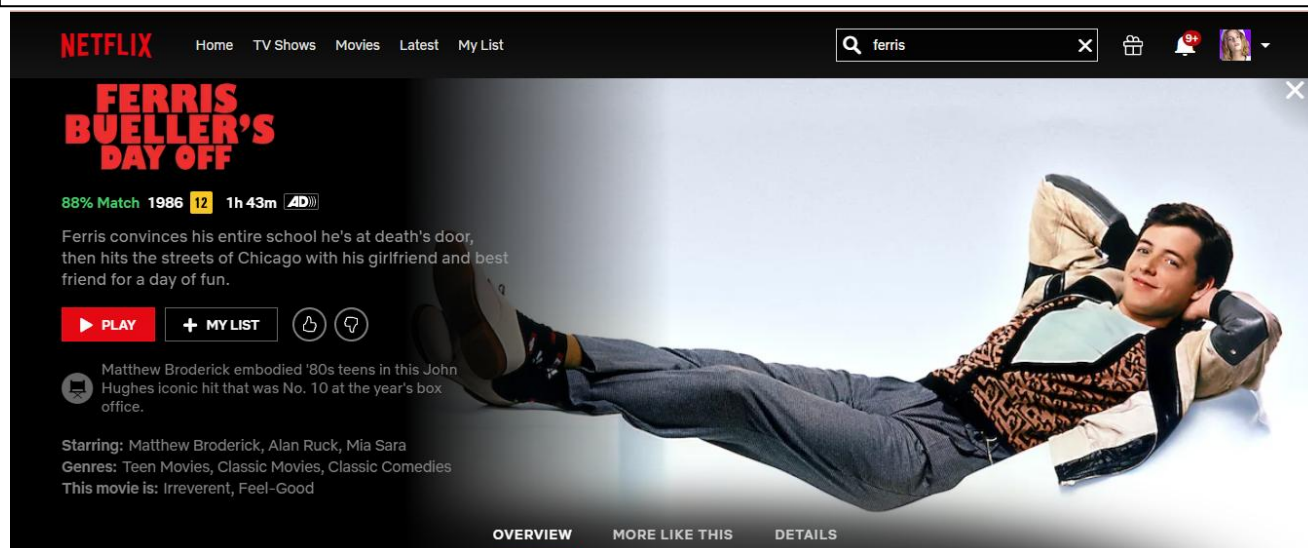 NETFLIX Home TV Shows Movies Latest My List ferris 9+
FERRIS
BUELLER'S
DAY OFF
88% Match 1986 12 1h 43m AD
Ferris convinces his entire school he's at death's door,
then hits the streets of Chicago with his girlfriend and best
friend for a day of fun.
PLAY + MY LIST
Matthew Broderick embodied '80s teens in this John
Hughes iconic hit that was No. 10 at the year's box
office.
Starring: Matthew Broderick, Alan Ruck, Mia Sara
Genres: Teen Movies, Classic Movies, Classic Comedies
This movie is: Irreverent, Feel-Good
OVERVIEW MORE LIKE THIS DETAILS